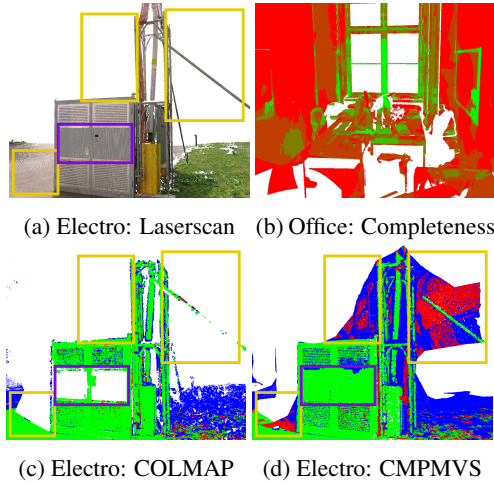 (a) Electro: Laserscan
(b) Office: Completeness
(c) Electro: COLMAP
(d) Electro: CMPMVS